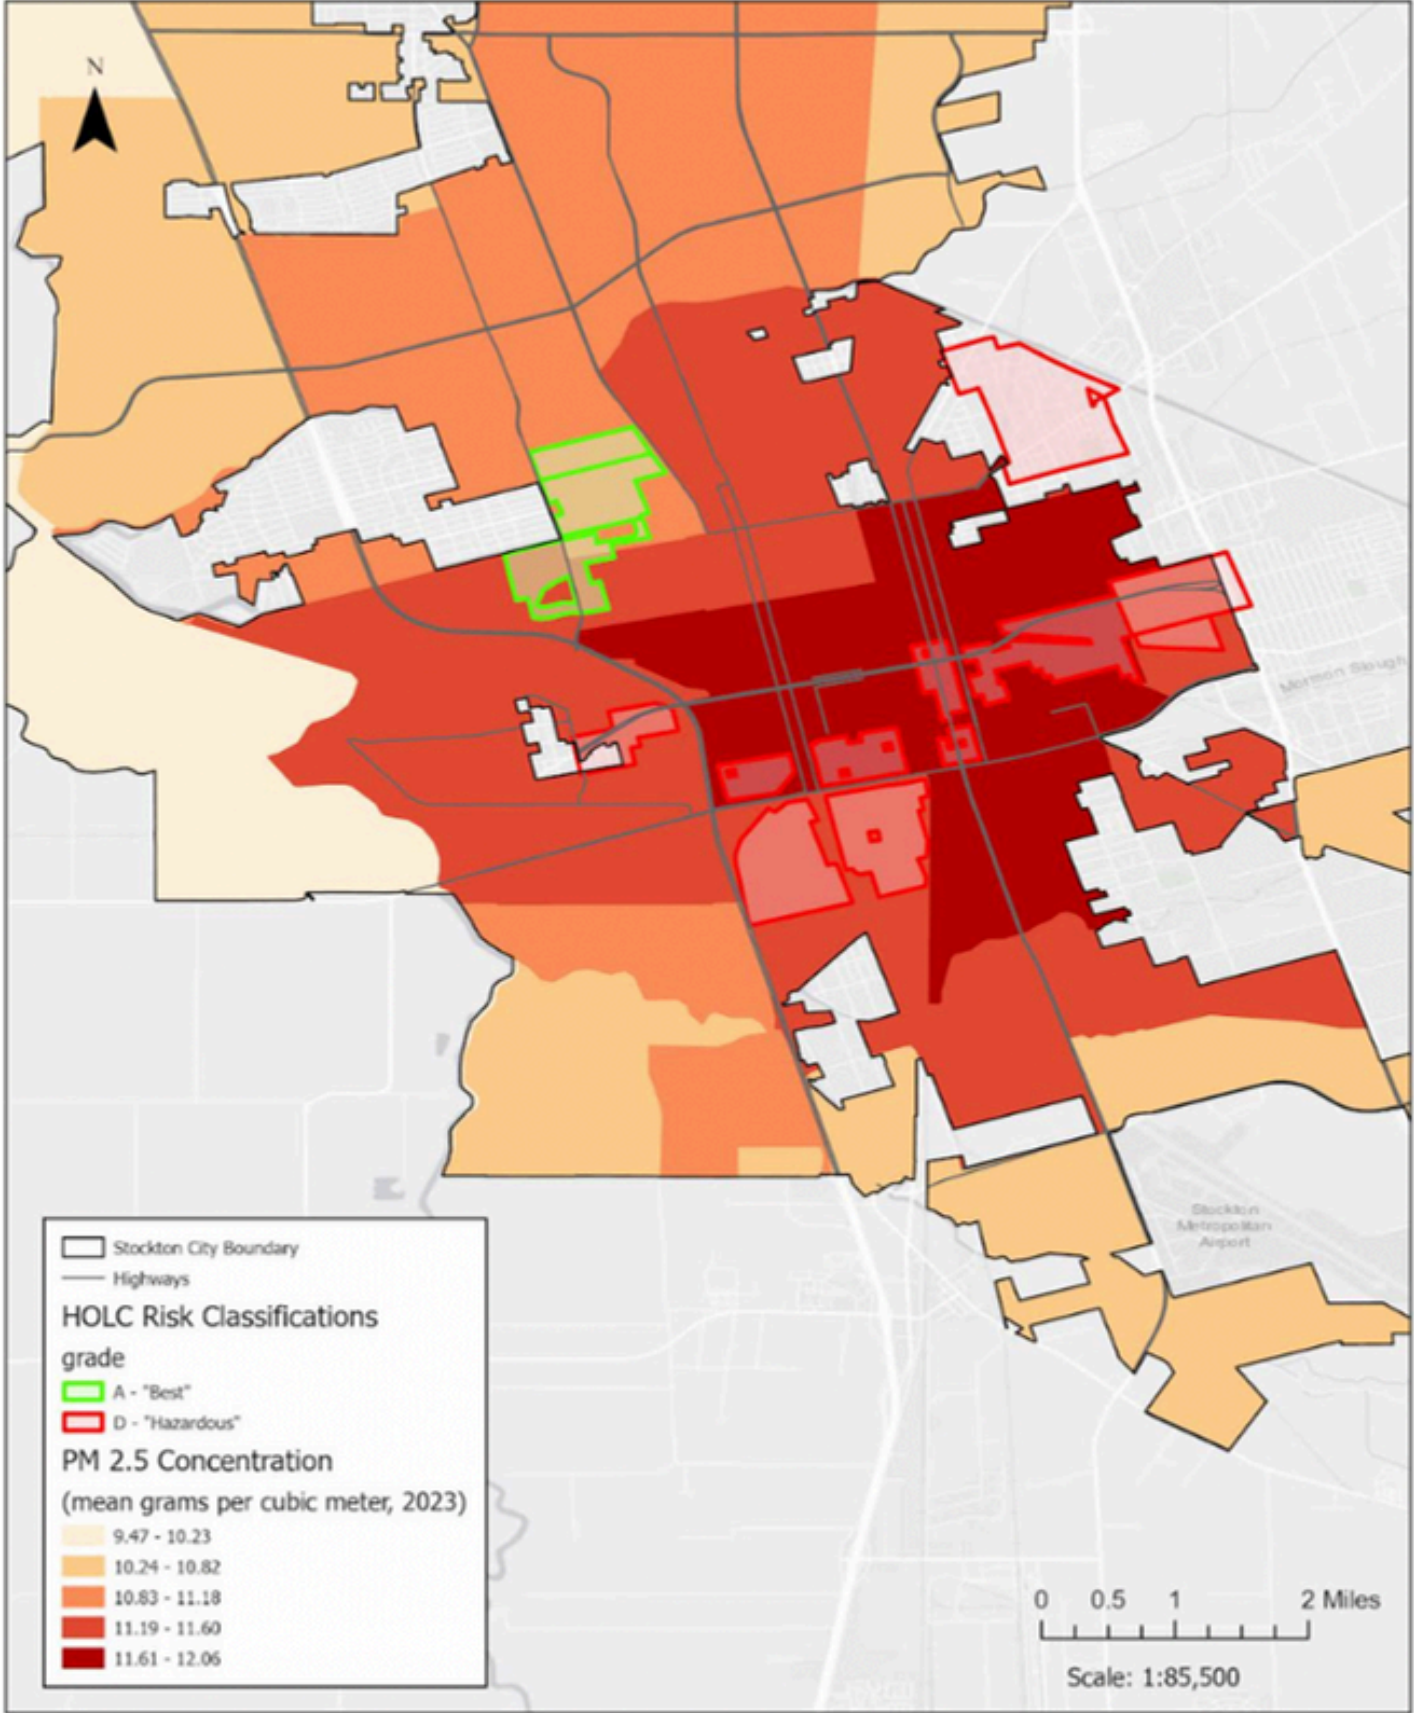 N
Mormon Slough
Stockton
Metropolitan
Airport
Stockton City Boundary
Highways
HOLC Risk Classifications
grade
A - "Best"
D - "Hazardous"
PM 2.5 Concentration
(mean grams per cubic meter, 2023)
9.47 - 10.23
10.24 - 10.82
10.83 - 11.18
11.19 - 11.60
11.61 - 12.06
0 0.5 1 2 Miles
Scale: 1:85,500